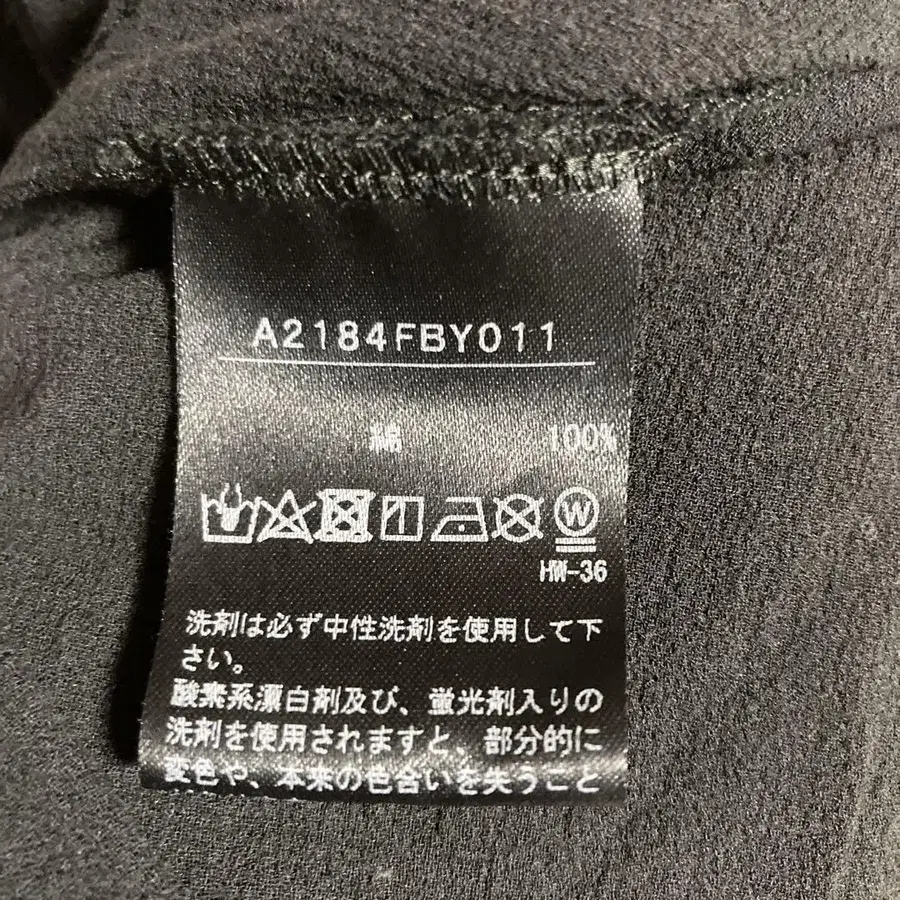 A2184FBY011
綿 100%
W
HW-36
洗剤は必ず中性洗剤を使用して下
さい。
酸素系漂白剤及び、蛍光剤入りの
洗剤を使用されますと、部分的に
変色や、本来の色合いを失うこと